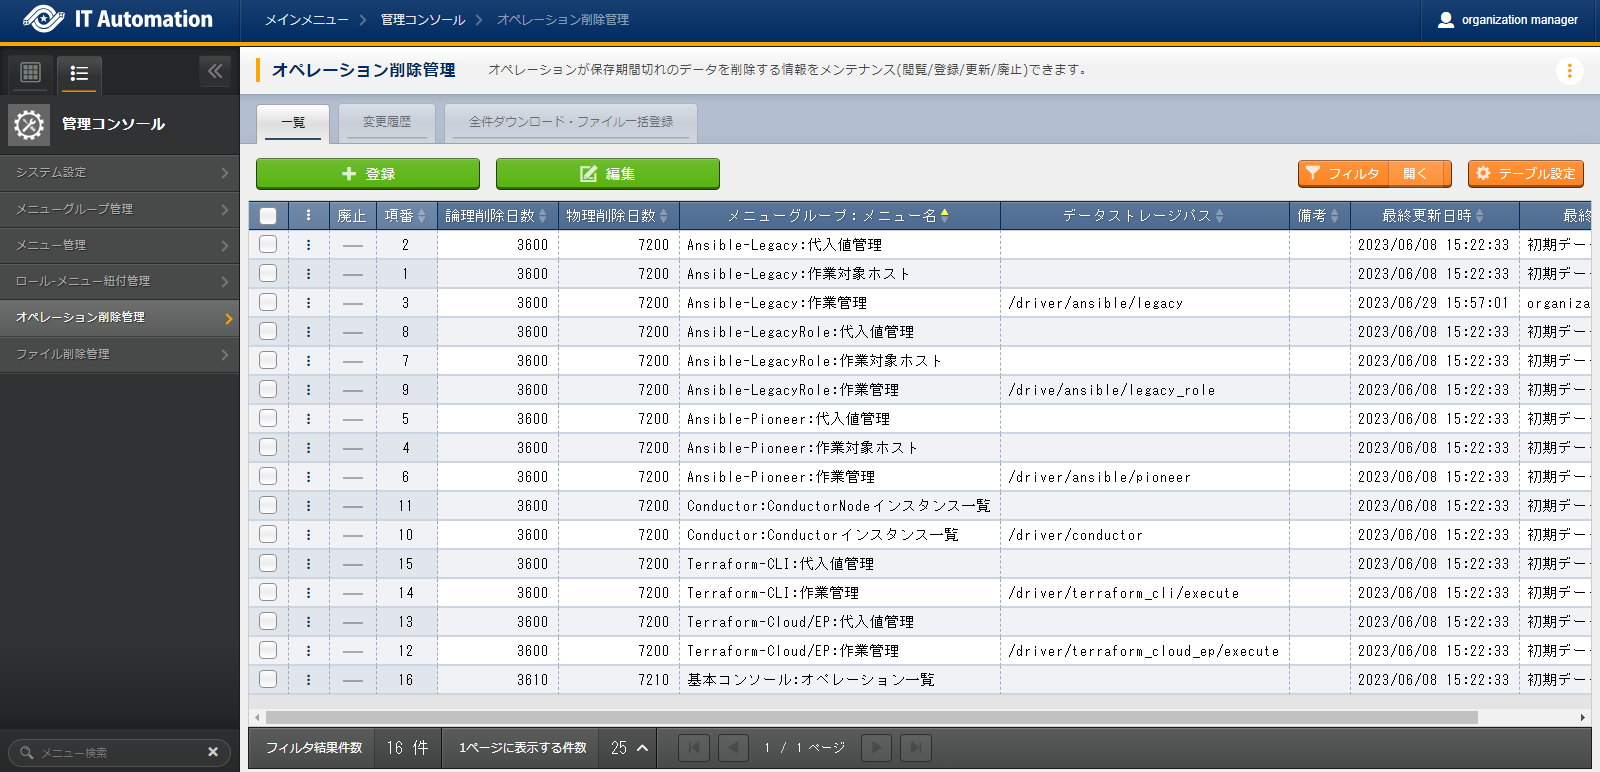 IT Automation
メインメニュー
管理コンソール
オペレーション削除管理
organization manager
オペレーション削除管理
オペレーションが保存期間切れのデータを削除する情報をメンテナンス(閲覧/登録/更新/廃止)できます。
管理コンソール
システム設定
メニューグループ管理
メニュー管理
ロール-メニュー紐付管理
オペレーション削除管理
ファイル削除管理
メニュー検索
一覧 変更履歴 全件ダウンロード・ファイル一括登録
登録 編集 フィルタ 開く テーブル設定
廃止 項番 論理削除日数 物理削除日数 メニューグループ:メニュー名 データストレージパス 備考 最終更新日時 最終
2 3600 7200 Ansible-Legacy:代入値管理 2023/06/08 15:22:33 初期デー
1 3600 7200 Ansible-Legacy:作業対象ホスト 2023/06/08 15:22:33 初期デー
3 3600 7200 Ansible-Legacy:作業管理 /driver/ansible/legacy 2023/06/29 15:57:01 organiza
8 3600 7200 Ansible-LegacyRole:代入値管理 2023/06/08 15:22:33 初期デー
7 3600 7200 Ansible-LegacyRole:作業対象ホスト 2023/06/08 15:22:33 初期デー
9 3600 7200 Ansible-LegacyRole:作業管理 /drive/ansible/legacy_role 2023/06/08 15:22:33 初期デー
5 3600 7200 Ansible-Pioneer:代入値管理 2023/06/08 15:22:33 初期デー
4 3600 7200 Ansible-Pioneer:作業対象ホスト 2023/06/08 15:22:33 初期デー
6 3600 7200 Ansible-Pioneer:作業管理 /driver/ansible/pioneer 2023/06/08 15:22:33 初期デー
11 3600 7200 Conductor:ConductorNodeインスタンス一覧 2023/06/08 15:22:33 初期デー
10 3600 7200 Conductor:Conductorインスタンス一覧 /driver/conductor 2023/06/08 15:22:33 初期デー
15 3600 7200 Terraform-CLI:代入値管理 2023/06/08 15:22:33 初期デー
14 3600 7200 Terraform-CLI:作業管理 /driver/terraform_cli/execute 2023/06/08 15:22:33 初期デー
13 3600 7200 Terraform-Cloud/EP:代入値管理 2023/06/08 15:22:33 初期デー
12 3600 7200 Terraform-Cloud/EP:作業管理 /driver/terraform_cloud_ep/execute 2023/06/08 15:22:33 初期デー
16 3610 7210 基本コンソール:オペレーション一覧 2023/06/08 15:22:33 初期デー
フィルタ結果件数 16 件 1ページに表示する件数 25 1 / 1 ページ